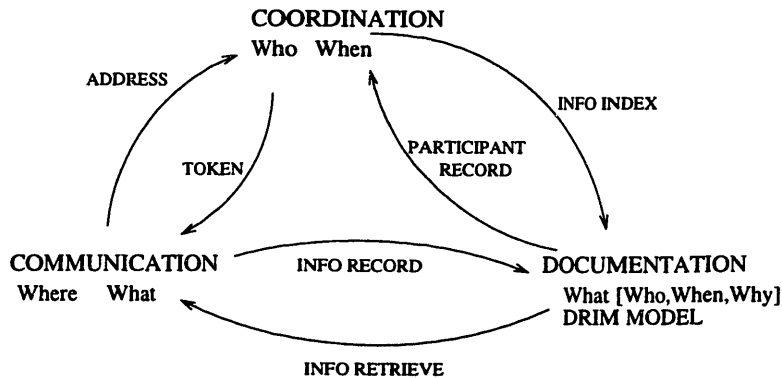 COORDINATION
Who When
ADDRESS
INFO INDEX
PARTICIPANT
RECORD
TOKEN
COMMUNICATION
Where What
INFO RECORD
DOCUMENTATION
What [Who,When,Why]
DRIM MODEL
INFO RETRIEVE